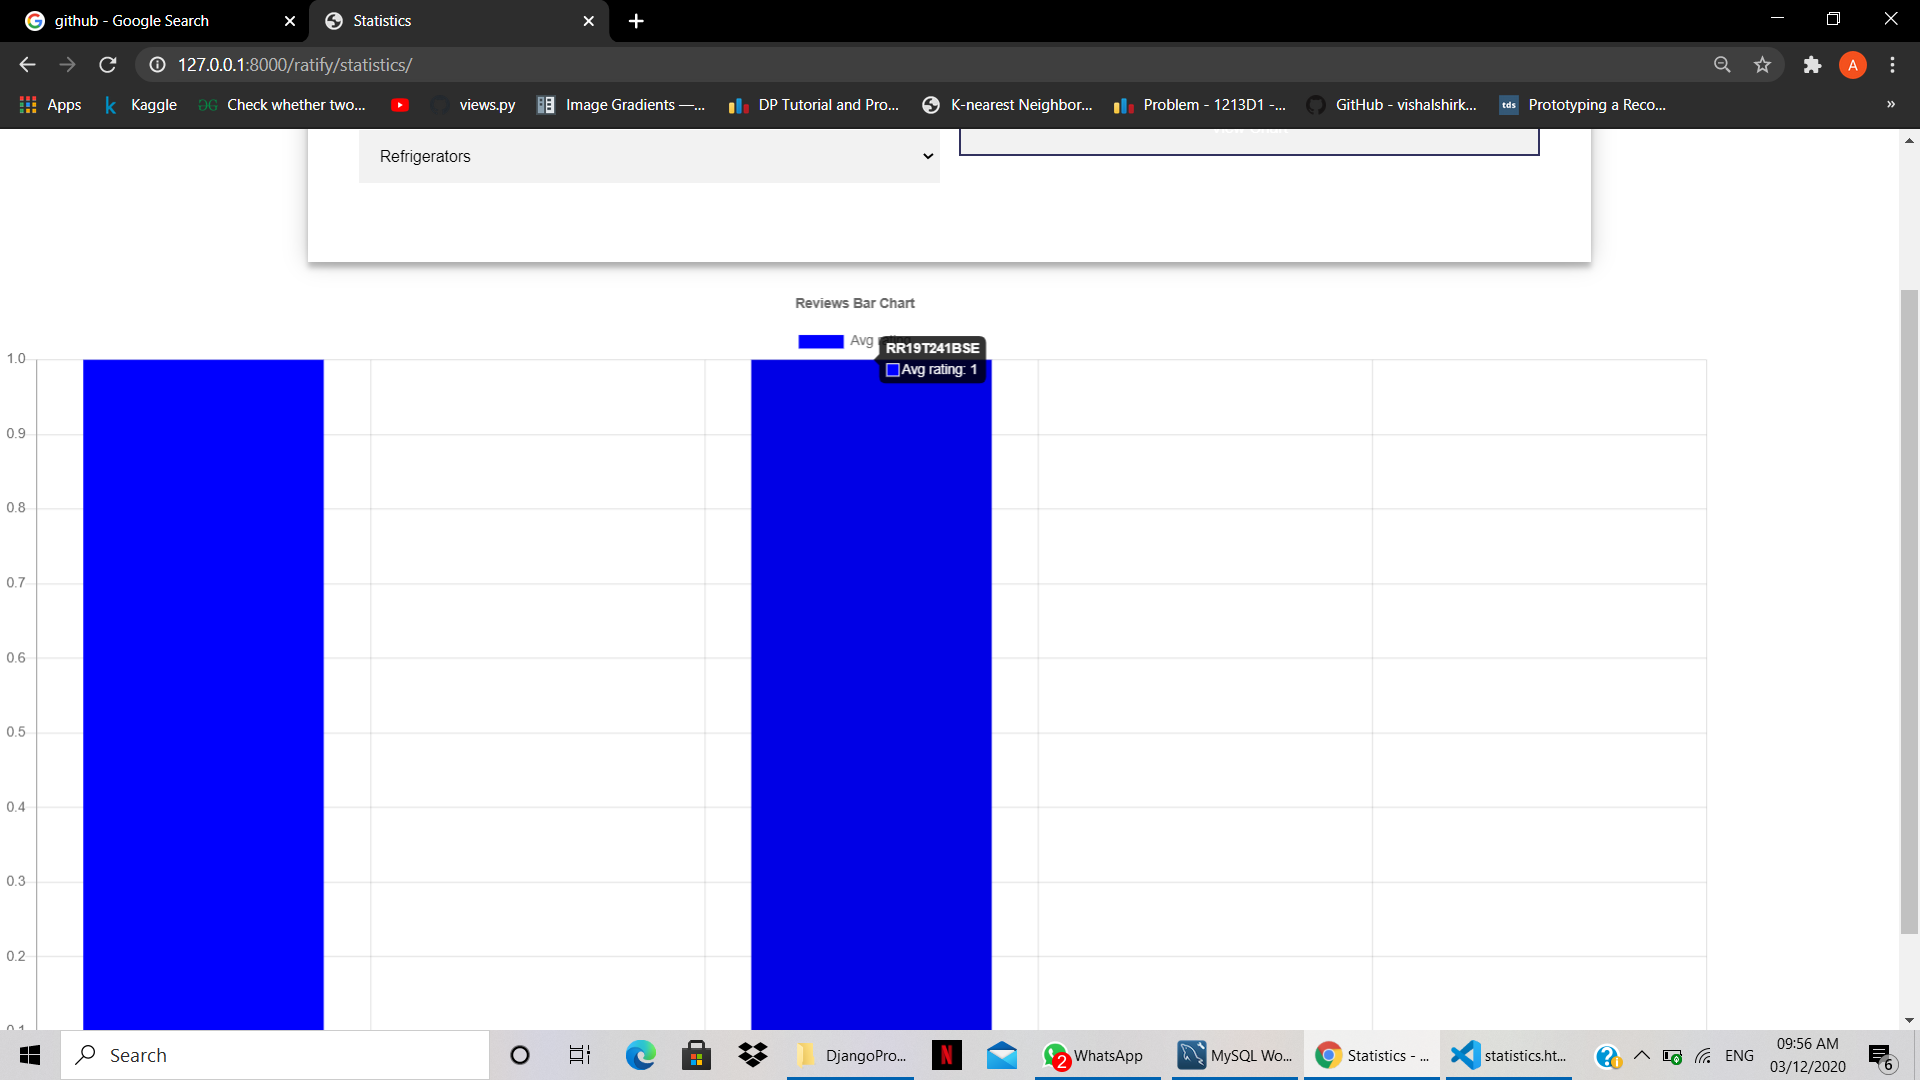 github - Google Search
Statistics
127.0.0.1:8000/ratify/statistics/
A
Apps
Kaggle
Check whether two...
views.py
Image Gradients —...
DP Tutorial and Pro...
K-nearest Neighbor...
Problem - 1213D1 -...
GitHub - vishalshirk...
tds
Prototyping a Reco...
»
Refrigerators
Reviews Bar Chart
Avg
RR19T241BSE
Avg rating: 1
1.0
0.9
0.8
0.7
0.6
0.5
0.4
0.3
0.2
0.1
Search
DjangoPro...
2
WhatsApp
MySQL Wo...
Statistics - ...
statistics.ht...
ENG
09:56 AM
03/12/2020
6